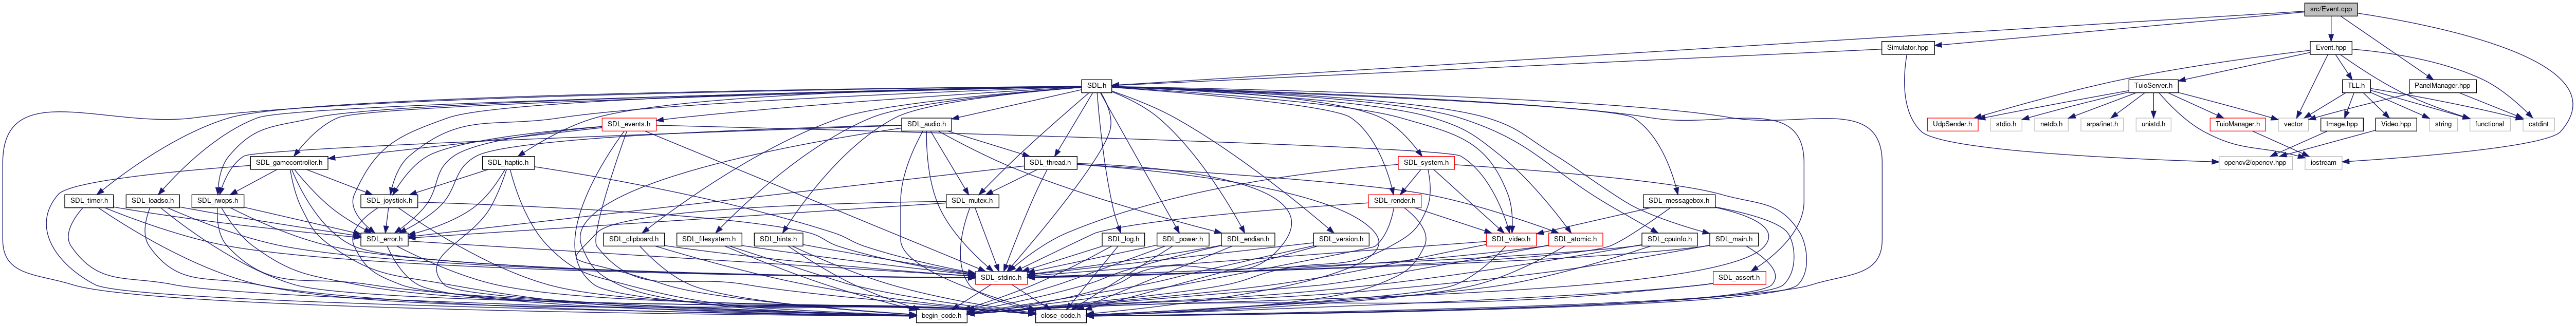 src/Event.cpp
Simulator.hpp
Event.hpp
SDL.h
TuioServer.h
TLL.h
PanelManager.hpp
SDL_events.h
SDL_audio.h
UdpSender.h
stdio.h
netdb.h
arpa/inet.h
unistd.h
TuioManager.h
vector
Image.hpp
Video.hpp
string
functional
cstdint
SDL_gamecontroller.h
SDL_haptic.h
SDL_thread.h
SDL_system.h
opencv2/opencv.hpp
iostream
SDL_timer.h
SDL_loadso.h
SDL_rwops.h
SDL_joystick.h
SDL_mutex.h
SDL_render.h
SDL_messagebox.h
SDL_error.h
SDL_clipboard.h
SDL_filesystem.h
SDL_hints.h
SDL_log.h
SDL_power.h
SDL_endian.h
SDL_version.h
SDL_video.h
SDL_atomic.h
SDL_cpuinfo.h
SDL_main.h
SDL_stdinc.h
SDL_assert.h
begin_code.h
close_code.h